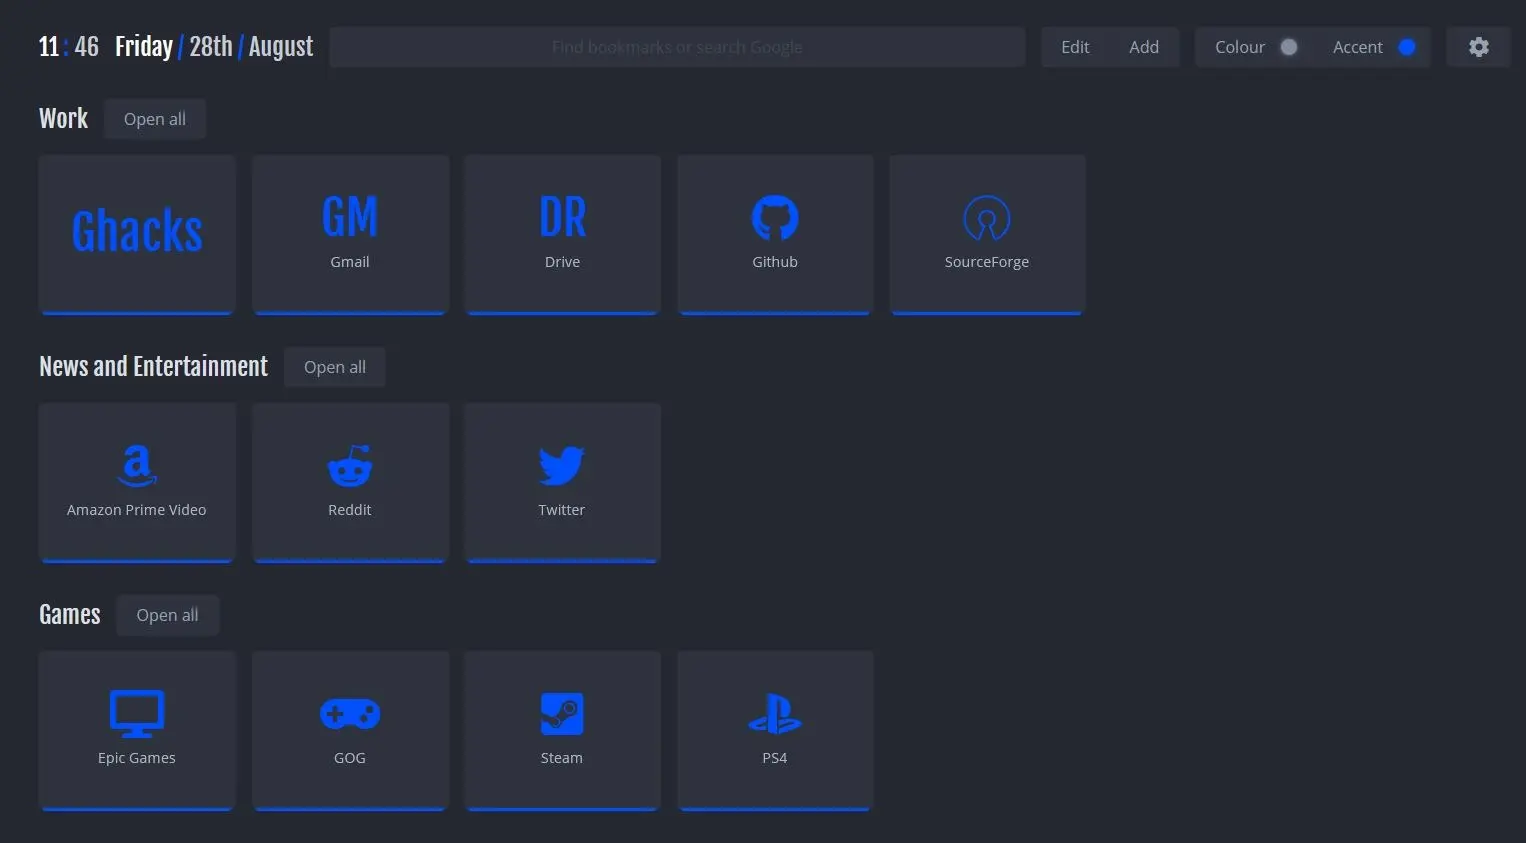 11 : 46 Friday / 28th / August Find bookmarks or search Google Edit Add Colour Accent
Work Open all
Ghacks GM DR
Gmail Drive Github SourceForge
News and Entertainment Open all
Amazon Prime Video Reddit Twitter
Games Open all
Epic Games GOG Steam PS4